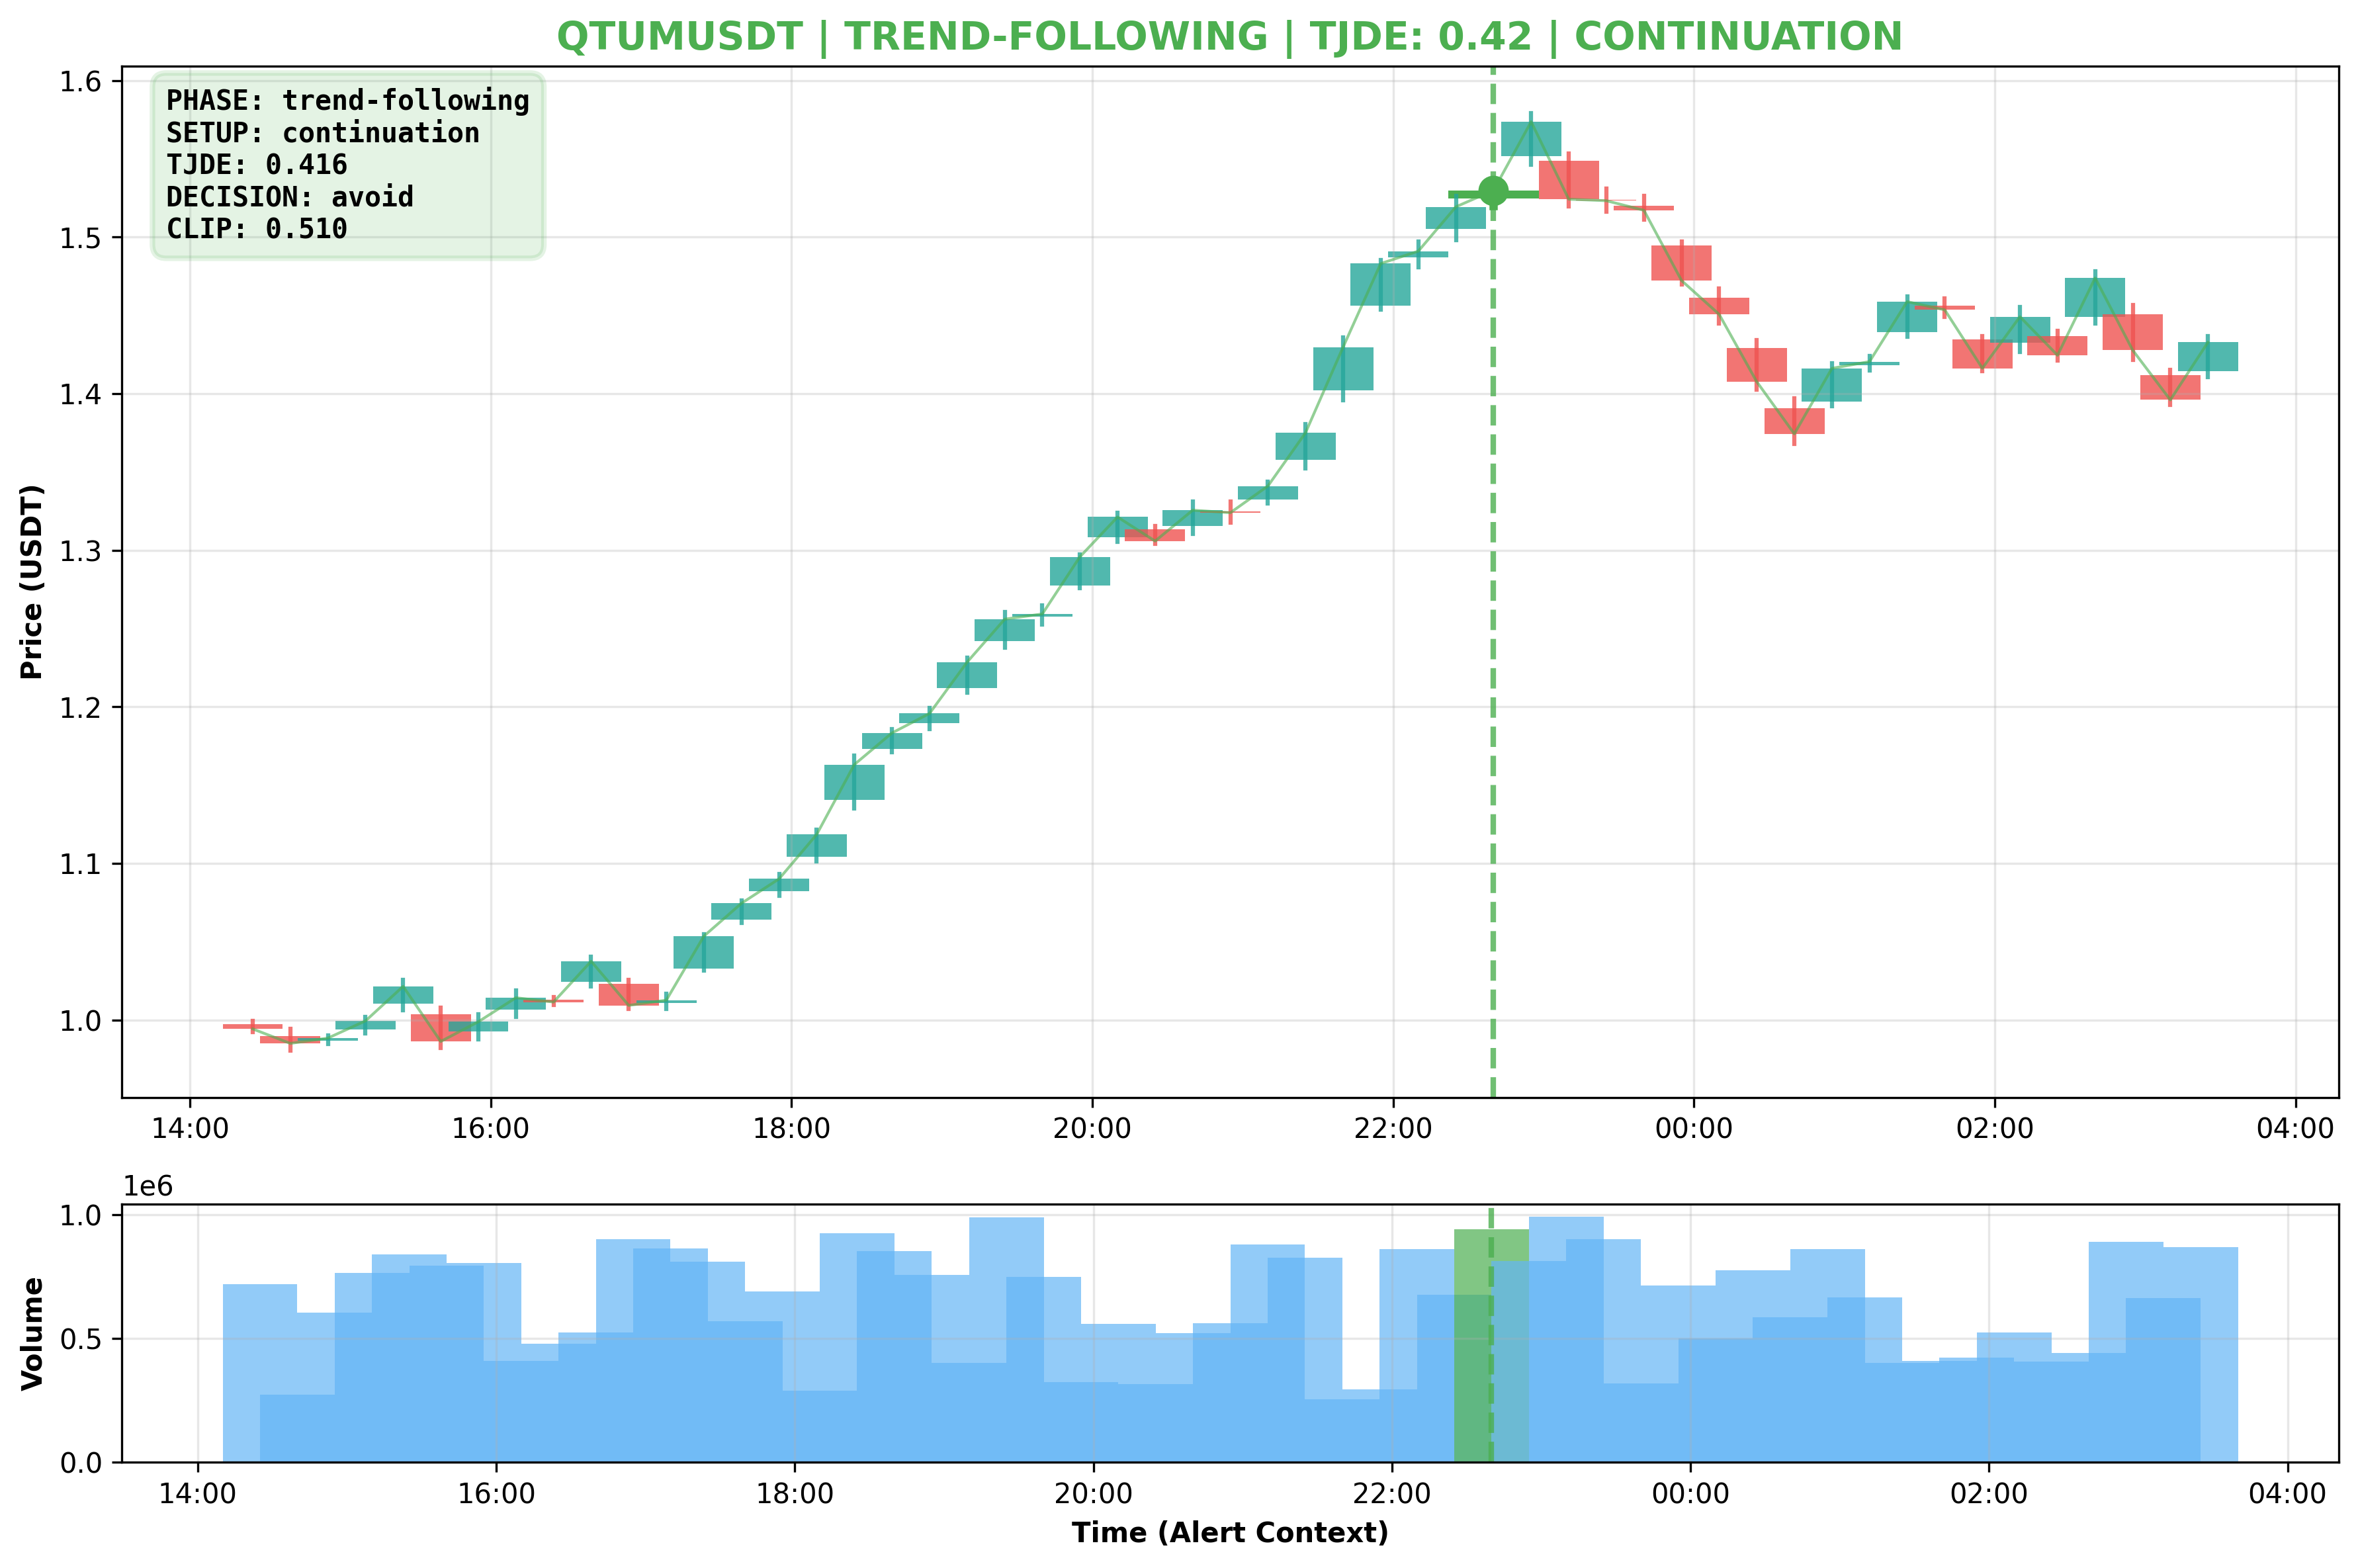 QTUMUSDT | TREND-FOLLOWING | TJDE: 0.42 | CONTINUATION
PHASE: trend-following
SETUP: continuation
TJDE: 0.416
DECISION: avoid
CLIP: 0.510
Price (USDT)
1.6
1.5
1.4
1.3
1.2
1.1
1.0
14:00 16:00 18:00 20:00 22:00 00:00 02:00 04:00
1e6
Volume
1.0
0.5
0.0
14:00 16:00 18:00 20:00 22:00 00:00 02:00 04:00
Time (Alert Context)